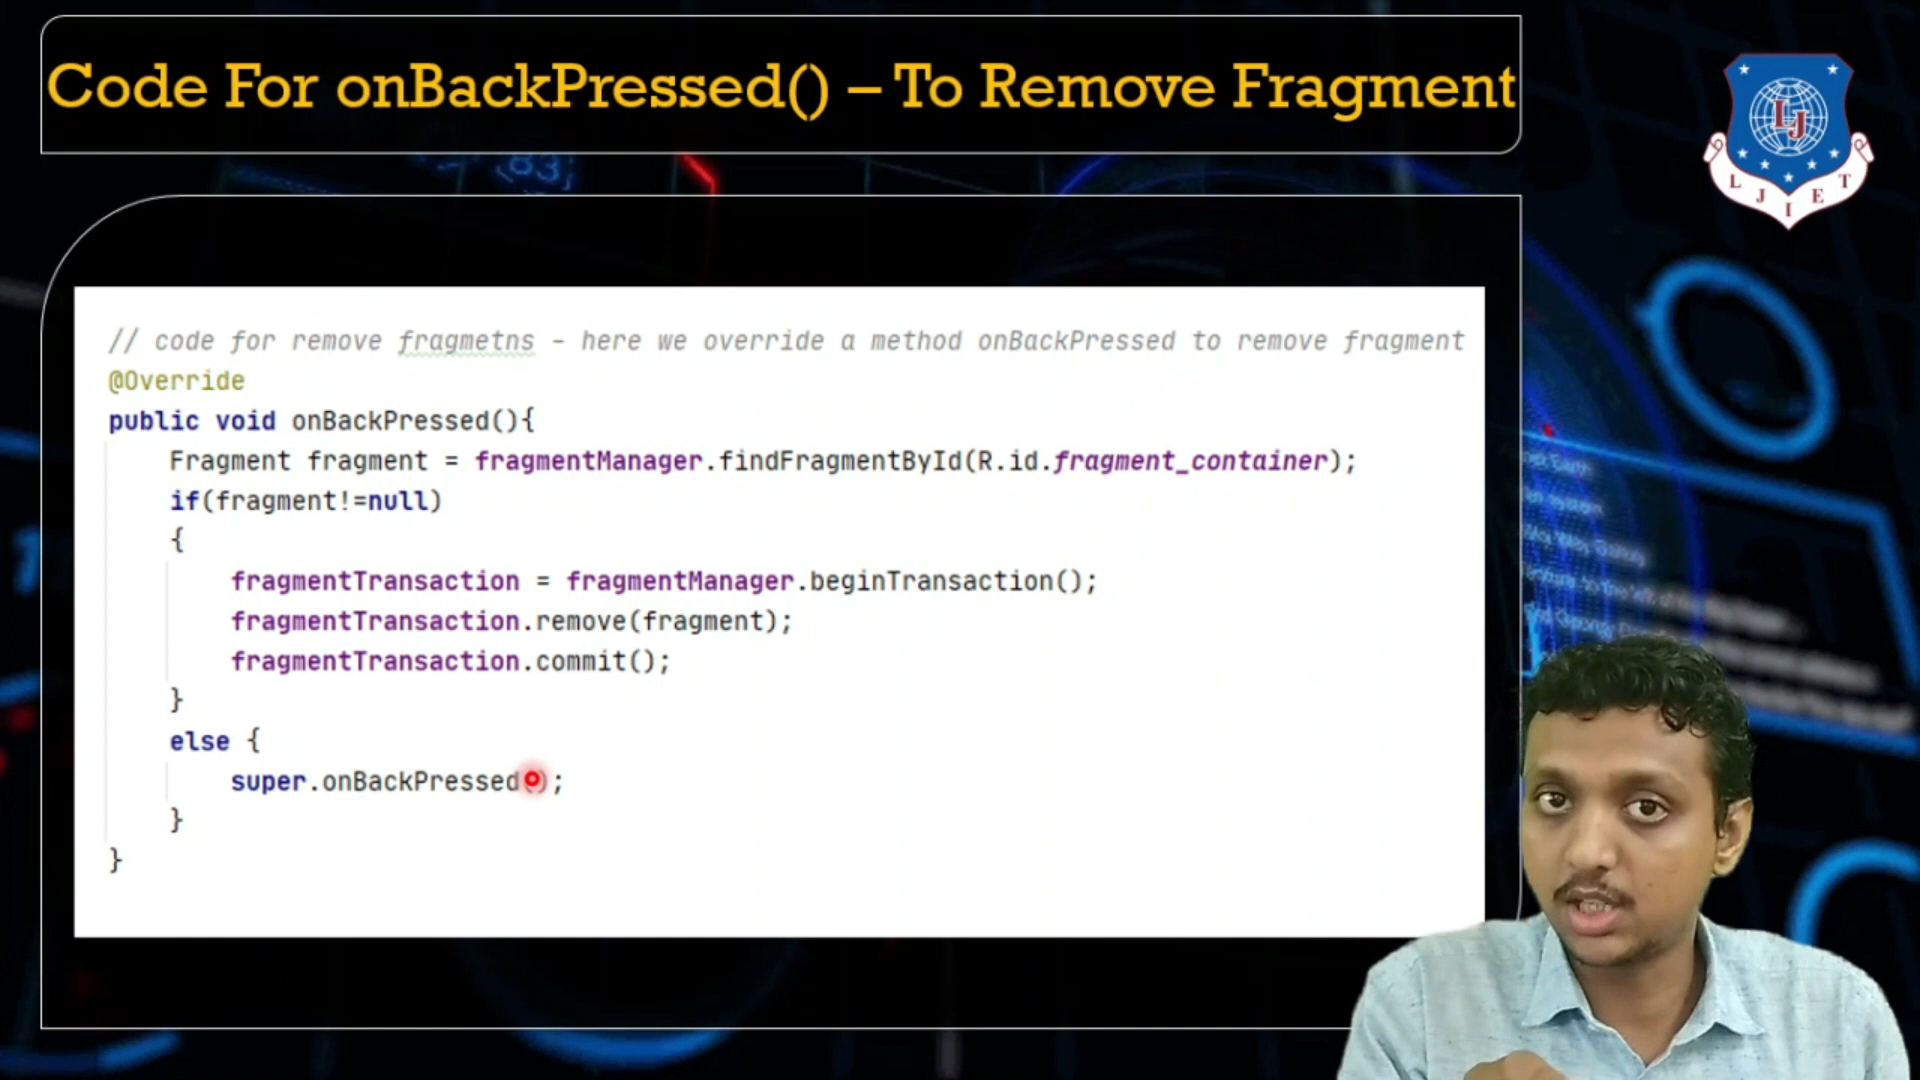 Code For onBackPressed() – To Remove Fragment
LJ
L J I E T
// code for remove fragmetns - here we override a method onBackPressed to remove fragment
@Override
public void onBackPressed(){
Fragment fragment = fragmentManager.findFragmentById(R.id.fragment_container);
if(fragment!=null)
{
fragmentTransaction = fragmentManager.beginTransaction();
fragmentTransaction.remove(fragment);
fragmentTransaction.commit();
}
else {
super.onBackPressed();
}
}